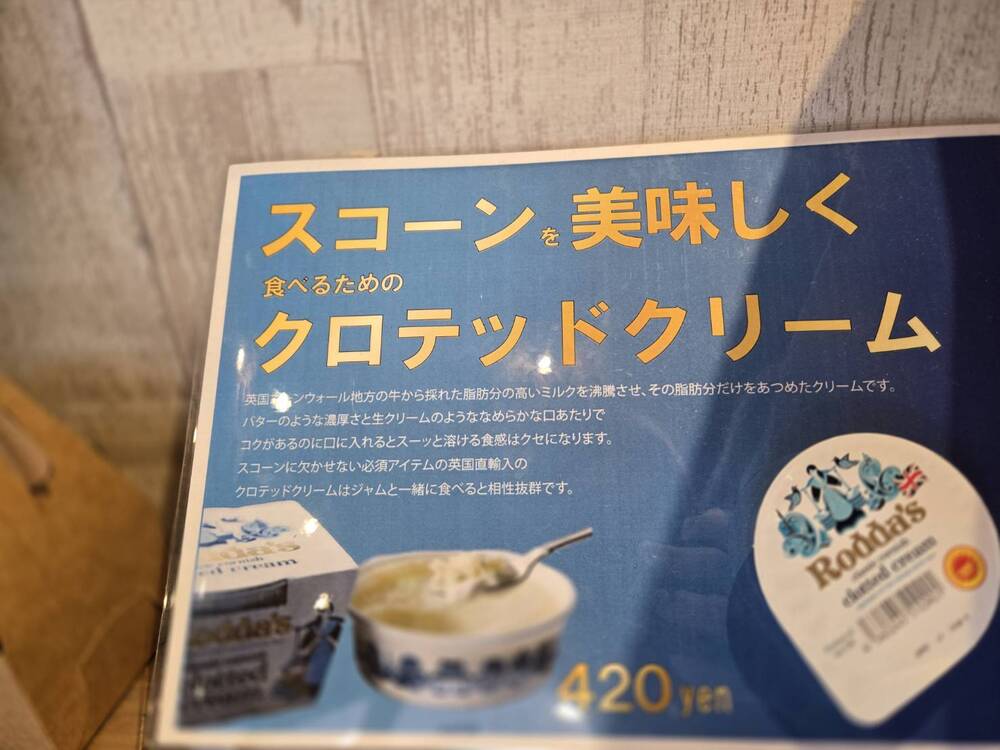 スコーンを美味しく
食べるための
クロテッドクリーム
英国コーンウォール地方の牛から採れた脂肪分の高いミルクを沸騰させ、その脂肪分だけをあつめたクリームです。
バターのような濃厚さと生クリームのようななめらかな口あたりで
コクがあるのに口に入れるとスーッと溶ける食感はクセになります。
スコーンに欠かせない必須アイテムの英国直輸入の
クロテッドクリームはジャムと一緒に食べると相性抜群です。
Rodda's
clotted cream
Rodda's
420 yen